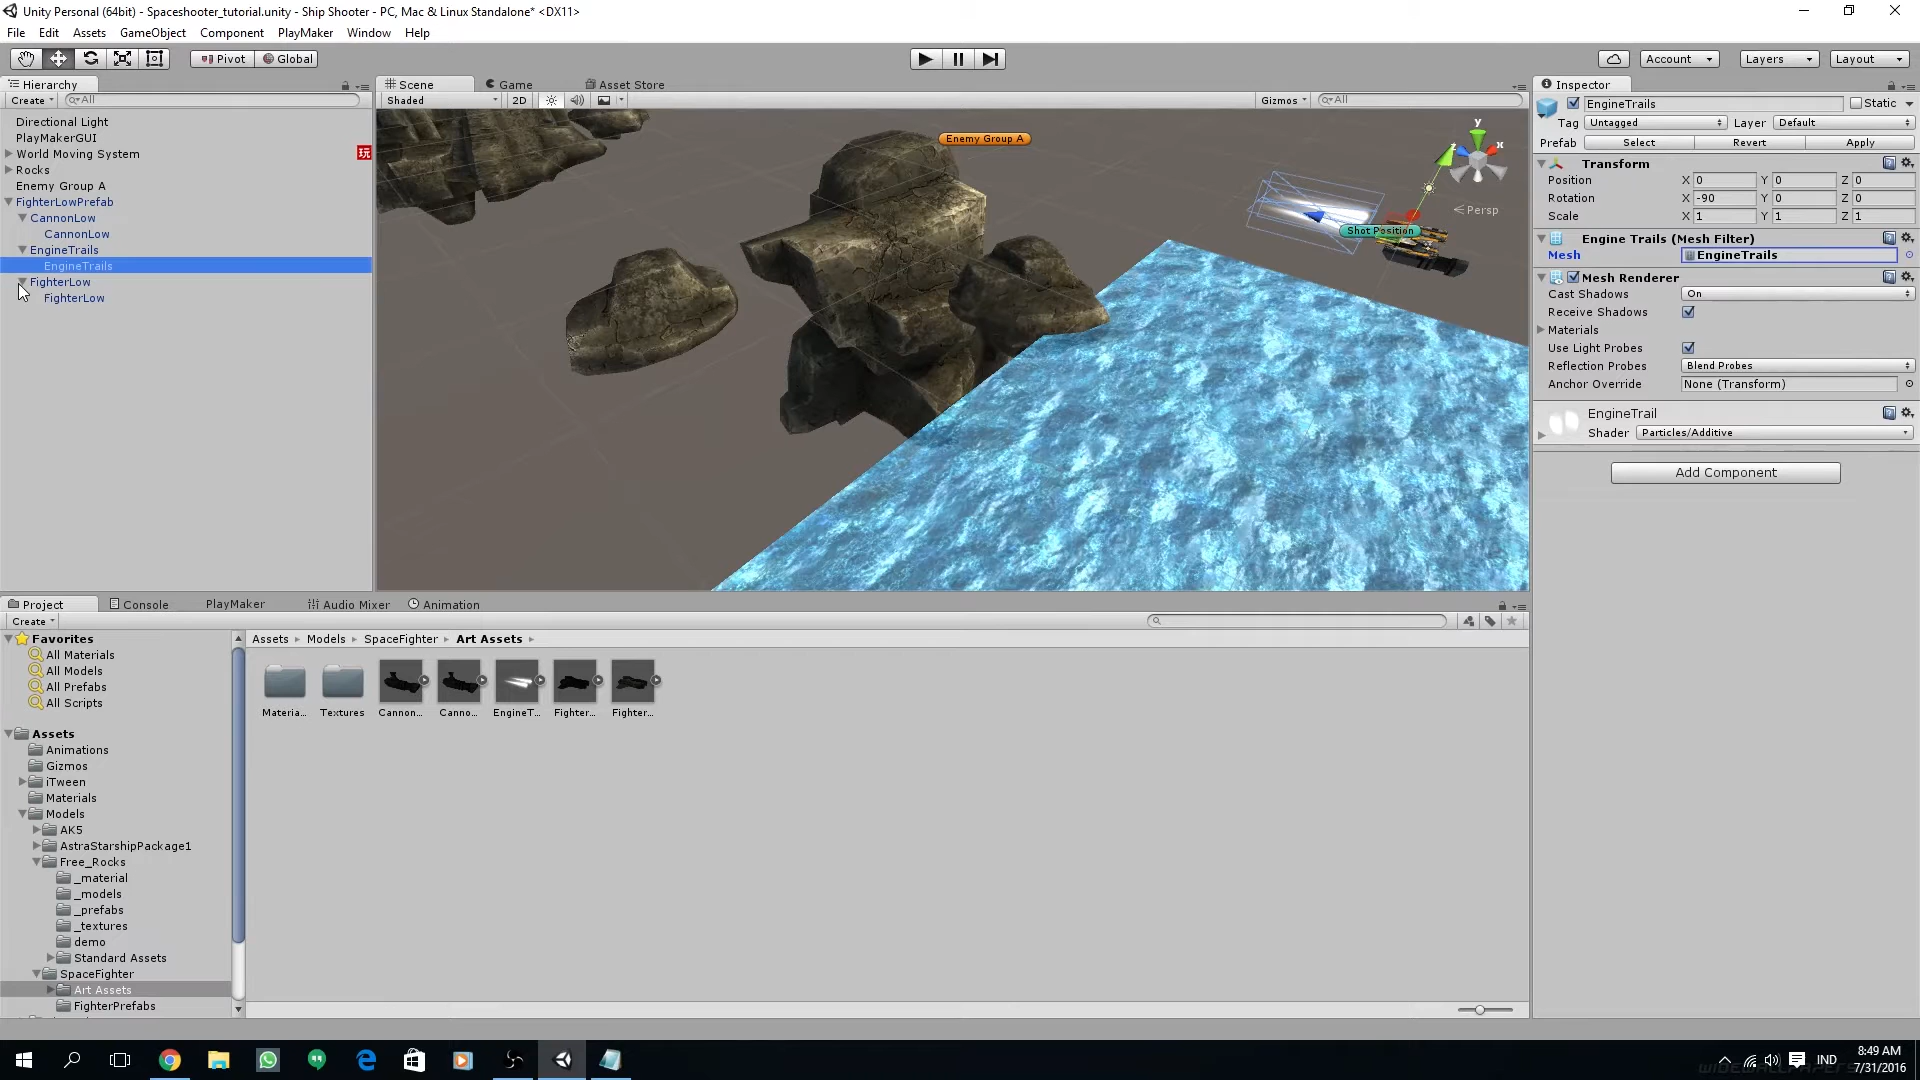 Unity Personal (64bit) - Spaceshooter_tutorial.unity - Ship Shooter - PC, Mac & Linux Standalone* <DX11>
File Edit Assets GameObject Component PlayMaker Window Help
Pivot Global Account Layers Layout
Hierarchy
Create All
Directional Light
PlayMakerGUI
World Moving System 玩
Rocks
Enemy Group A
FighterLowPrefab
CannonLow
CannonLow
EngineTrails
EngineTrails
FighterLow
FighterLow
Scene Game Asset Store
Shaded 2D Gizmos All
Enemy Group A
y
x
z
Persp
Shot Position
Inspector
EngineTrails Static
Tag Untagged Layer Default
Prefab Select Revert Apply
Transform
Position X 0 Y 0 Z 0
Rotation X -90 Y 0 Z 0
Scale X 1 Y 1 Z 1
Engine Trails (Mesh Filter)
Mesh EngineTrails
Mesh Renderer
Cast Shadows On
Receive Shadows
Materials
Use Light Probes
Reflection Probes Blend Probes
Anchor Override None (Transform)
EngineTrail
Shader Particles/Additive
Add Component
Project Console PlayMaker Audio Mixer Animation
Create
Favorites
All Materials
All Models
All Prefabs
All Scripts
Assets
Animations
Gizmos
iTween
Materials
Models
AK5
AstraStarshipPackage1
Free_Rocks
_material
_models
_prefabs
_textures
demo
Standard Assets
SpaceFighter
Art Assets
FighterPrefabs
Assets Models SpaceFighter Art Assets
Materia... Textures Cannon... Canno... EngineT... Fighter... Fighter...
IND
8:49 AM
7/31/2016